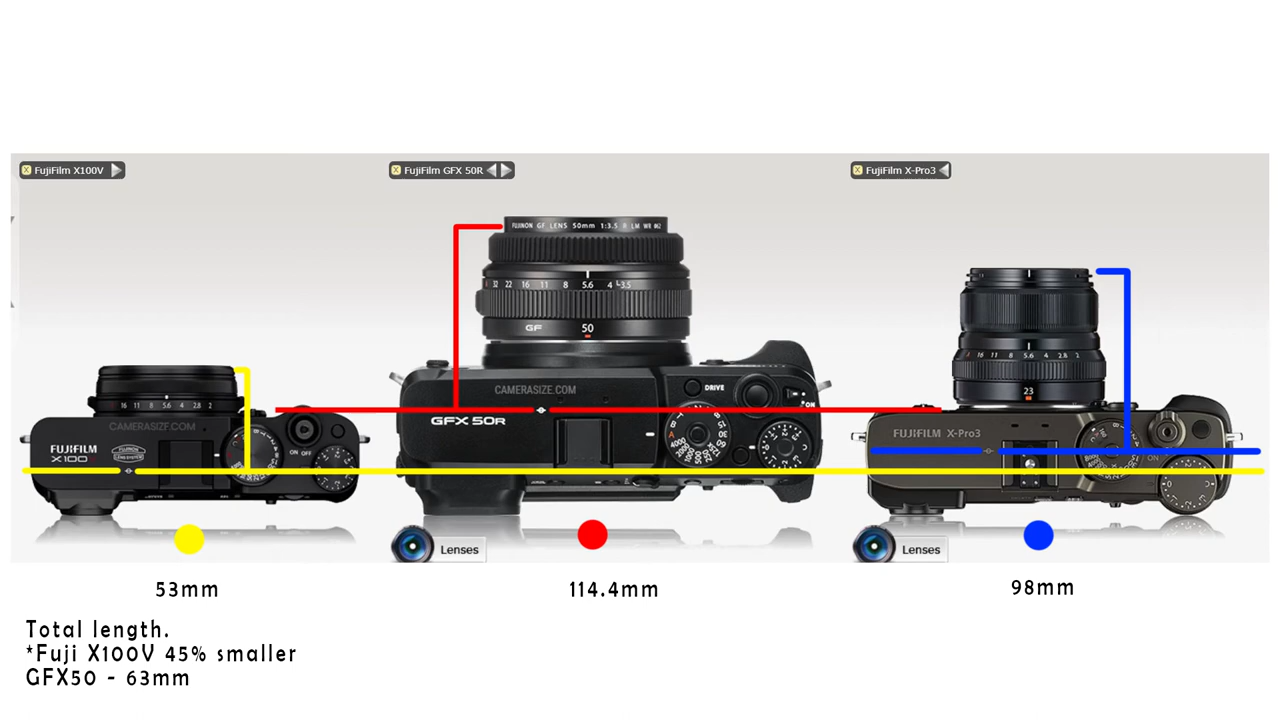 X FujiFilm X100V
X FujiFilm GFX 50R
X FujiFilm X-Pro3
FUJINON GF LENS 50mm 1:3.5 R LM WR Ø62
32 22 16 11 8 5.6 4 3.5
GF 50
16 11 8 5.6 4 2.8 2
23
16 11 8 5.6 4 2.8 2
CAMERASIZE.COM
FUJIFILM
X100V
ON OFF
CAMERASIZE.COM
GFX 50R
DRIVE
ON
FUJIFILM X-Pro3
ON
Lenses
Lenses
53mm
114.4mm
98mm
Total length.
*Fuji X100V 45% smaller
GFX50 - 63mm